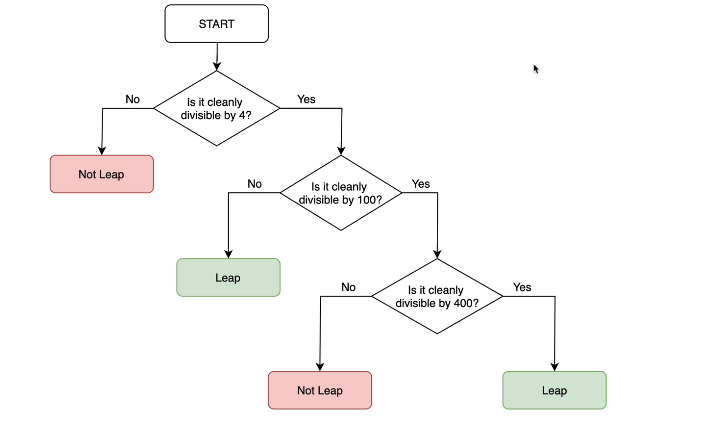 START
Is it cleanly
divisible by 4?
No
Yes
Not Leap
Is it cleanly
divisible by 100?
No
Yes
Leap
Is it cleanly
divisible by 400?
No
Yes
Not Leap
Leap